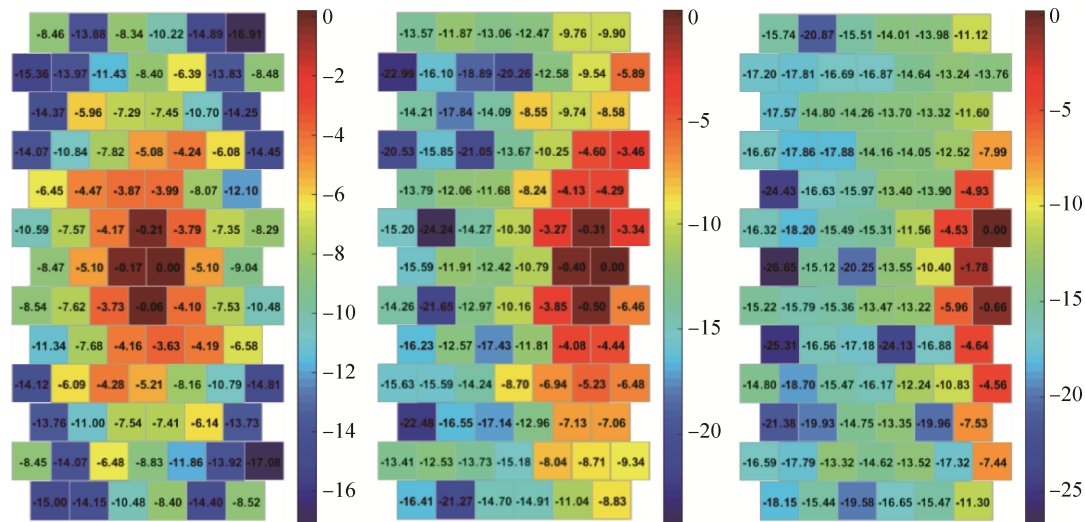 -8.46 -13.88 -8.34 -10.22 -14.89 -16.91
-15.36 -13.97 -11.43 -8.40 -6.39 -13.83 -8.48
-14.37 -5.96 -7.29 -7.45 -10.70 -14.25
-14.07 -10.84 -7.82 -5.08 -4.24 -6.08 -14.45
-6.45 -4.47 -3.87 -3.99 -8.07 -12.10
-10.59 -7.57 -4.17 -0.21 -3.79 -7.35 -8.29
-8.47 -5.10 -0.17 0.00 -5.10 -9.04
-8.54 -7.62 -3.73 -0.06 -4.10 -7.53 -10.48
-11.34 -7.68 -4.16 -3.63 -4.19 -6.58
-14.12 -6.09 -4.28 -5.21 -8.16 -10.79 -14.81
-13.76 -11.00 -7.54 -7.41 -6.14 -13.73
-8.45 -14.07 -6.48 -8.83 -11.86 -13.92 -17.08
-15.00 -14.15 -10.48 -8.40 -14.40 -8.52
0
−2
−4
−6
−8
−10
−12
−14
−16
-13.57 -11.87 -13.06 -12.47 -9.76 -9.90
-22.99 -16.10 -18.89 -20.26 -12.58 -9.54 -5.89
-14.21 -17.84 -14.09 -8.55 -9.74 -8.58
-20.53 -15.85 -21.05 -13.67 -10.25 -4.60 -3.46
-13.79 -12.06 -11.68 -8.24 -4.13 -4.29
-15.20 -24.24 -14.27 -10.30 -3.27 -0.31 -3.34
-15.59 -11.91 -12.42 -10.79 -0.40 0.00
-14.26 -21.65 -12.97 -10.16 -3.85 -0.50 -6.46
-16.23 -12.57 -17.43 -11.81 -4.08 -4.44
-15.63 -15.59 -14.24 -8.70 -6.94 -5.23 -6.48
-22.48 -16.55 -17.14 -12.96 -7.13 -7.06
-13.41 -12.53 -13.73 -15.18 -8.04 -8.71 -9.34
-16.41 -21.27 -14.70 -14.91 -11.04 -8.83
0
−5
−10
−15
−20
-15.74 -20.87 -15.51 -14.01 -13.98 -11.12
-17.20 -17.81 -16.69 -16.87 -14.64 -13.24 -13.76
-17.57 -14.80 -14.26 -13.70 -13.32 -11.60
-16.67 -17.86 -17.88 -14.16 -14.05 -12.52 -7.99
-24.43 -16.63 -15.97 -13.40 -13.90 -4.93
-16.32 -18.20 -15.49 -15.31 -11.56 -4.53 0.00
-26.65 -15.12 -20.25 -13.55 -10.40 -1.78
-15.22 -15.79 -15.36 -13.47 -13.22 -5.96 -0.66
-25.31 -16.56 -17.18 -24.13 -16.88 -4.64
-14.80 -18.70 -15.47 -16.17 -12.24 -10.83 -4.56
-21.38 -19.93 -14.75 -13.35 -19.96 -7.53
-16.59 -17.79 -13.32 -14.62 -13.52 -17.32 -7.44
-18.15 -15.44 -19.58 -16.65 -15.47 -11.30
0
−5
−10
−15
−20
−25